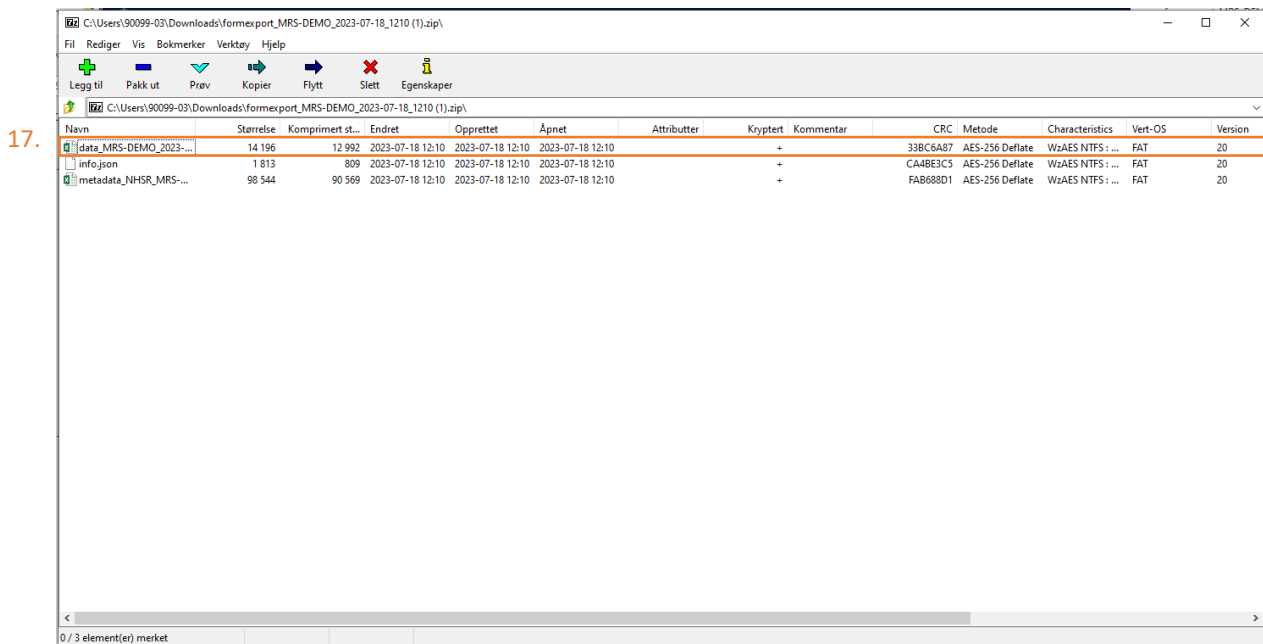 C:\Users\90099-03\Downloads\formexport_MRS-DEMO_2023-07-18_1210 (1).zip\
Fil Rediger Vis Bokmerker Verktøy Hjelp
Legg til Pakk ut Prøv Kopier Flytt Slett Egenskaper
C:\Users\90099-03\Downloads\formexport_MRS-DEMO_2023-07-18_1210 (1).zip\
Navn Størrelse Komprimert st... Endret Opprettet Åpnet Attributter Kryptert Kommentar CRC Metode Characteristics Vert-OS Version
17.
data_MRS-DEMO_2023-... 14 196 12 992 2023-07-18 12:10 2023-07-18 12:10 2023-07-18 12:10 + 33BC6A87 AES-256 Deflate WzAES NTFS : ... FAT 20
info.json 1 813 809 2023-07-18 12:10 2023-07-18 12:10 2023-07-18 12:10 + CA4BE3C5 AES-256 Deflate WzAES NTFS : ... FAT 20
metadata_NHSR_MRS-... 98 544 90 569 2023-07-18 12:10 2023-07-18 12:10 2023-07-18 12:10 + FAB688D1 AES-256 Deflate WzAES NTFS : ... FAT 20
0 / 3 element(er) merket